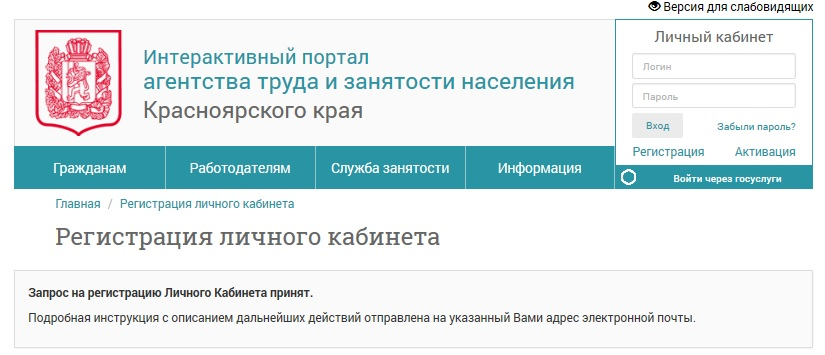 Версия для слабовидящих
Интерактивный портал
агентства труда и занятости населения
Красноярского края
Личный кабинет
Логин
Пароль
Вход Забыли пароль?
Регистрация Активация
Войти через госуслуги
Гражданам Работодателям Служба занятости Информация
Главная / Регистрация личного кабинета
Регистрация личного кабинета
Запрос на регистрацию Личного Кабинета принят.
Подробная инструкция с описанием дальнейших действий отправлена на указанный Вами адрес электронной почты.